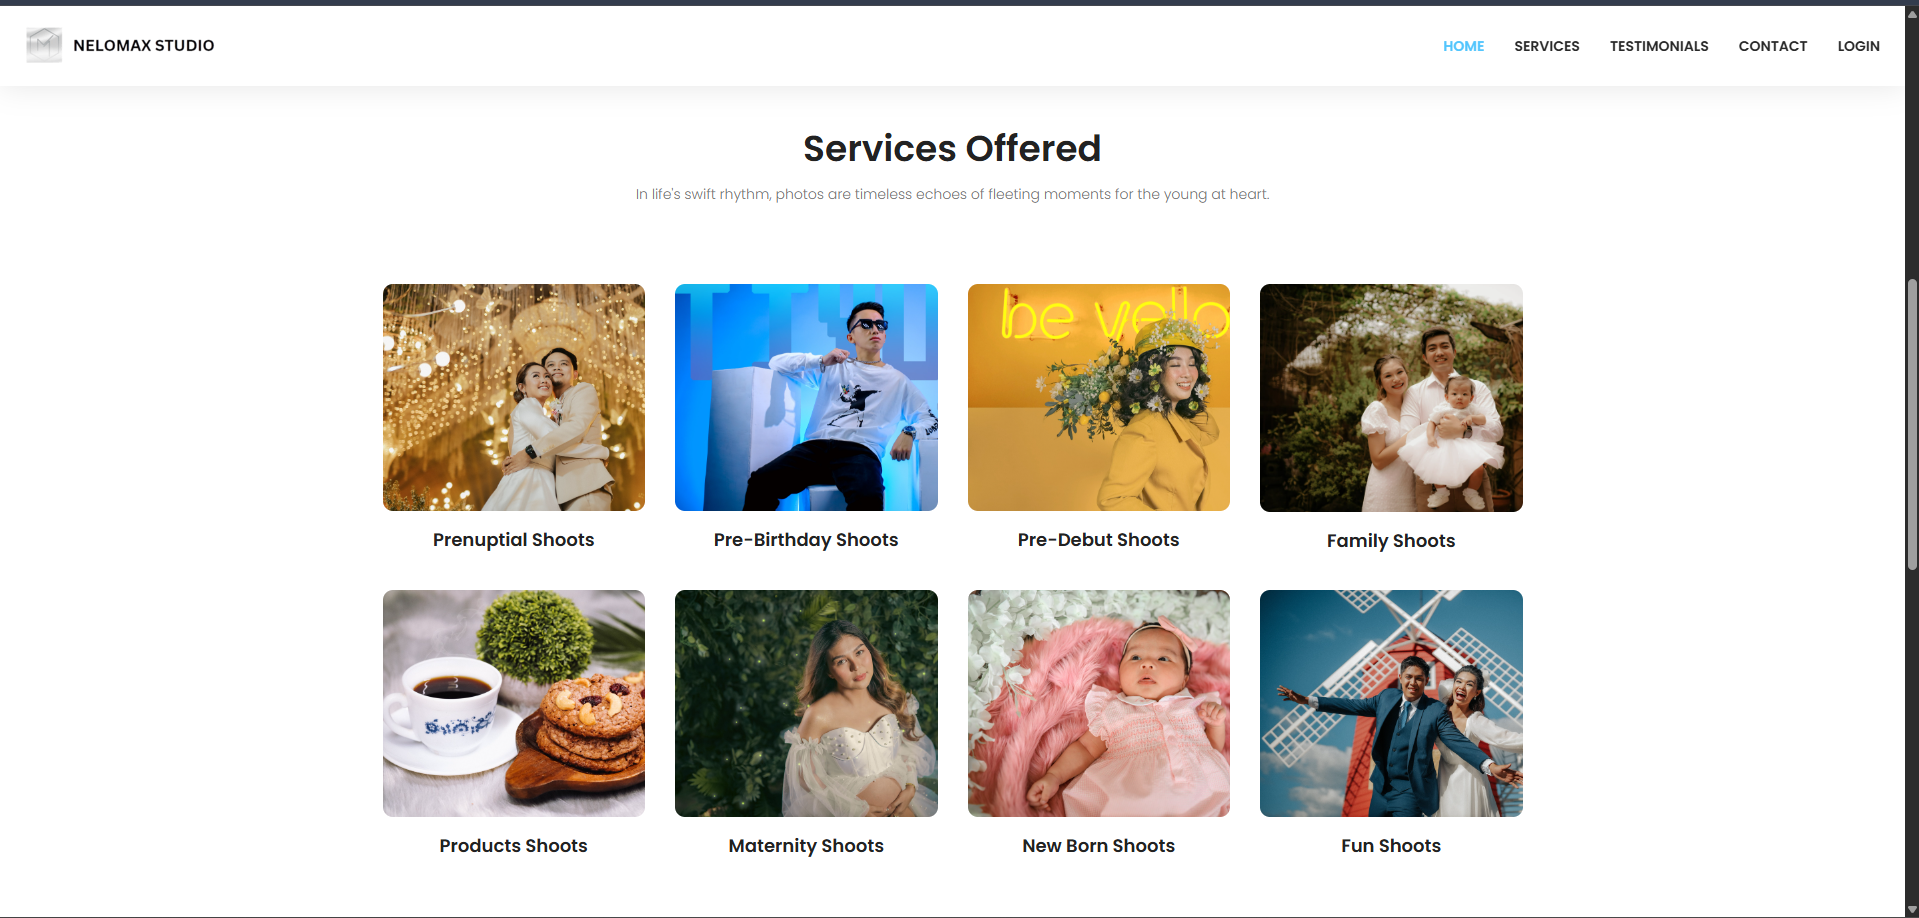 NELOMAX STUDIO
HOME SERVICES TESTIMONIALS CONTACT LOGIN
Services Offered
In life's swift rhythm, photos are timeless echoes of fleeting moments for the young at heart.
be yello
Prenuptial Shoots
Pre-Birthday Shoots
Pre-Debut Shoots
Family Shoots
Products Shoots
Maternity Shoots
New Born Shoots
Fun Shoots